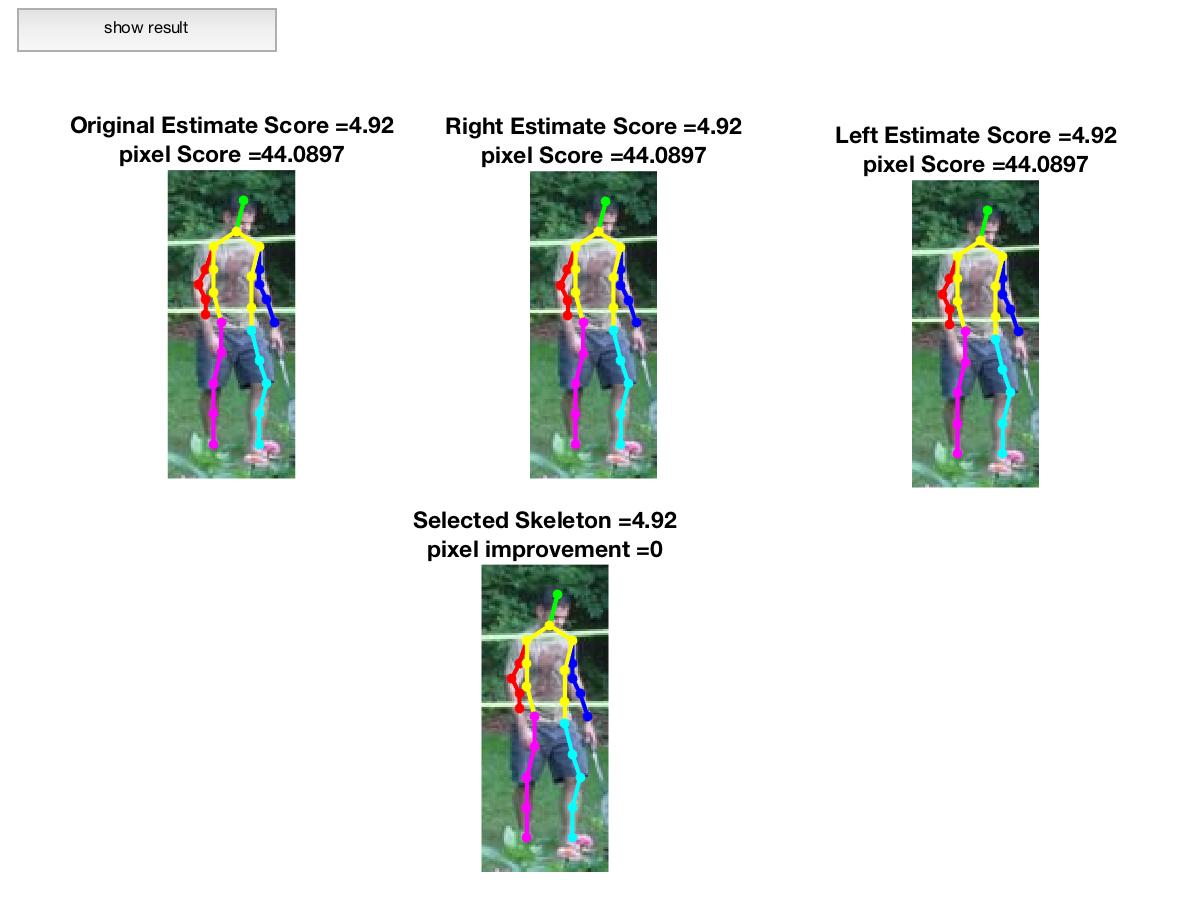 show result
Original Estimate Score =4.92
pixel Score =44.0897
Right Estimate Score =4.92
pixel Score =44.0897
Left Estimate Score =4.92
pixel Score =44.0897
Selected Skeleton =4.92
pixel improvement =0